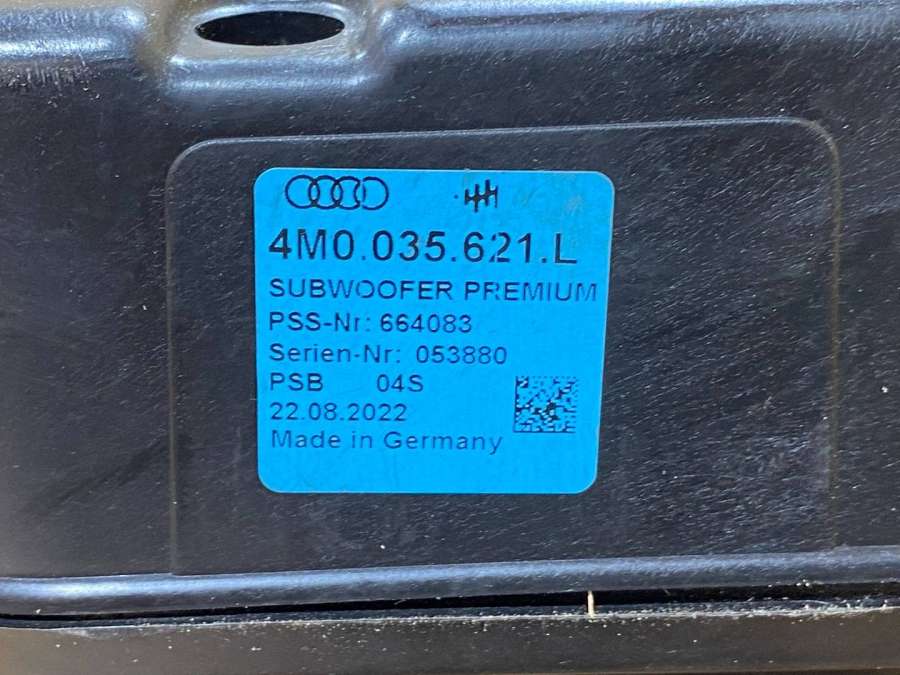 4M0.035.621.L
SUBWOOFER PREMIUM
PSS-Nr: 664083
Serien-Nr: 053880
PSB 04S
22.08.2022
Made in Germany